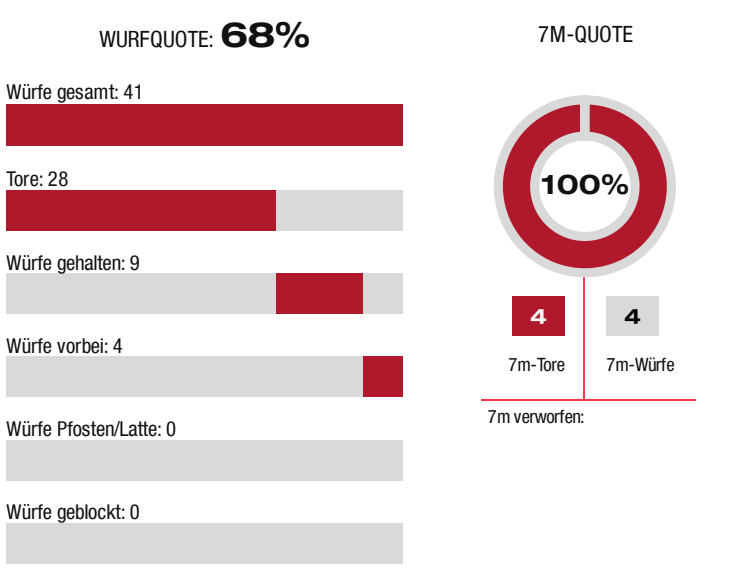 WURFQUOTE: 68%
Würfe gesamt: 41
Tore: 28
Würfe gehalten: 9
Würfe vorbei: 4
Würfe Pfosten/Latte: 0
Würfe geblockt: 0
7M-QUOTE
100%
4 4
7m-Tore 7m-Würfe
7m verworfen: